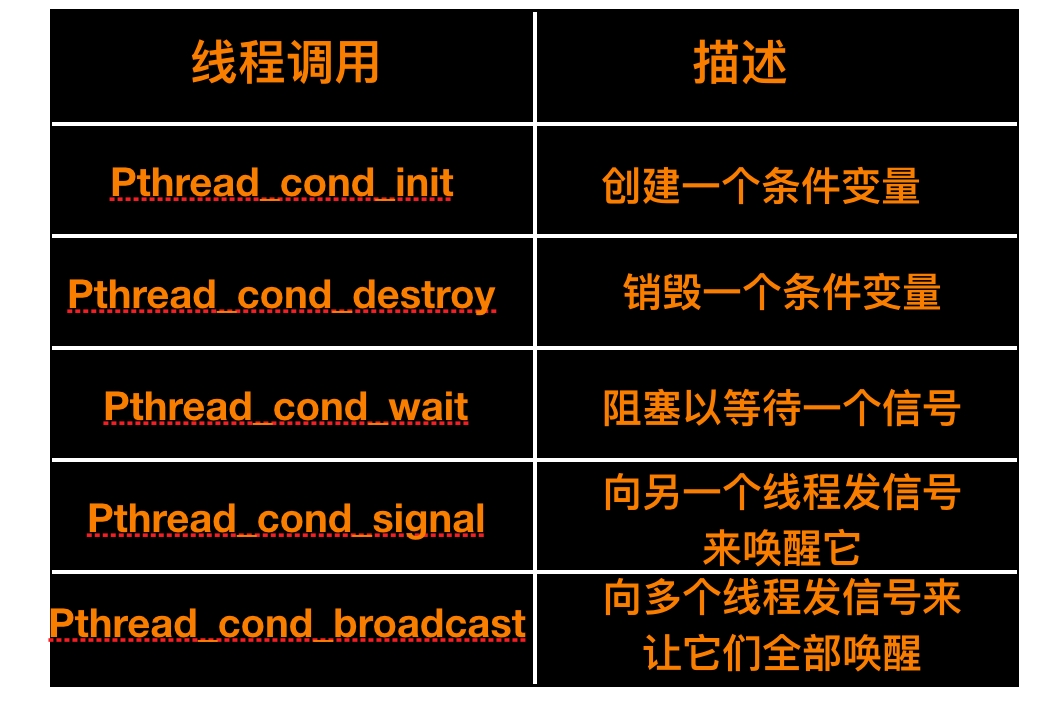 线程调用
描述
Pthread_cond_init
创建一个条件变量
Pthread_cond_destroy
销毁一个条件变量
Pthread_cond_wait
阻塞以等待一个信号
Pthread_cond_signal
向另一个线程发信号
来唤醒它
Pthread_cond_broadcast
向多个线程发信号来
让它们全部唤醒